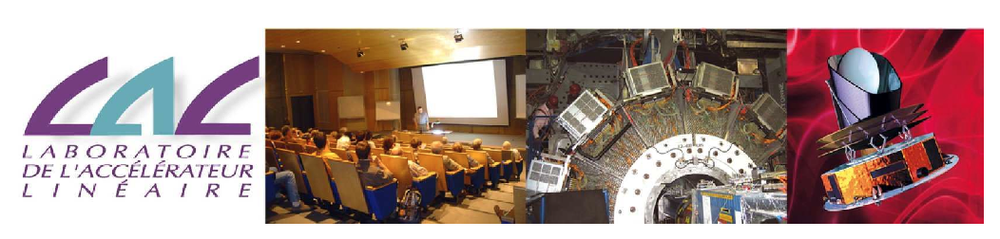 LAL
LABORATOIRE
DE L'ACCÉLÉRATEUR
LINÉAIRE